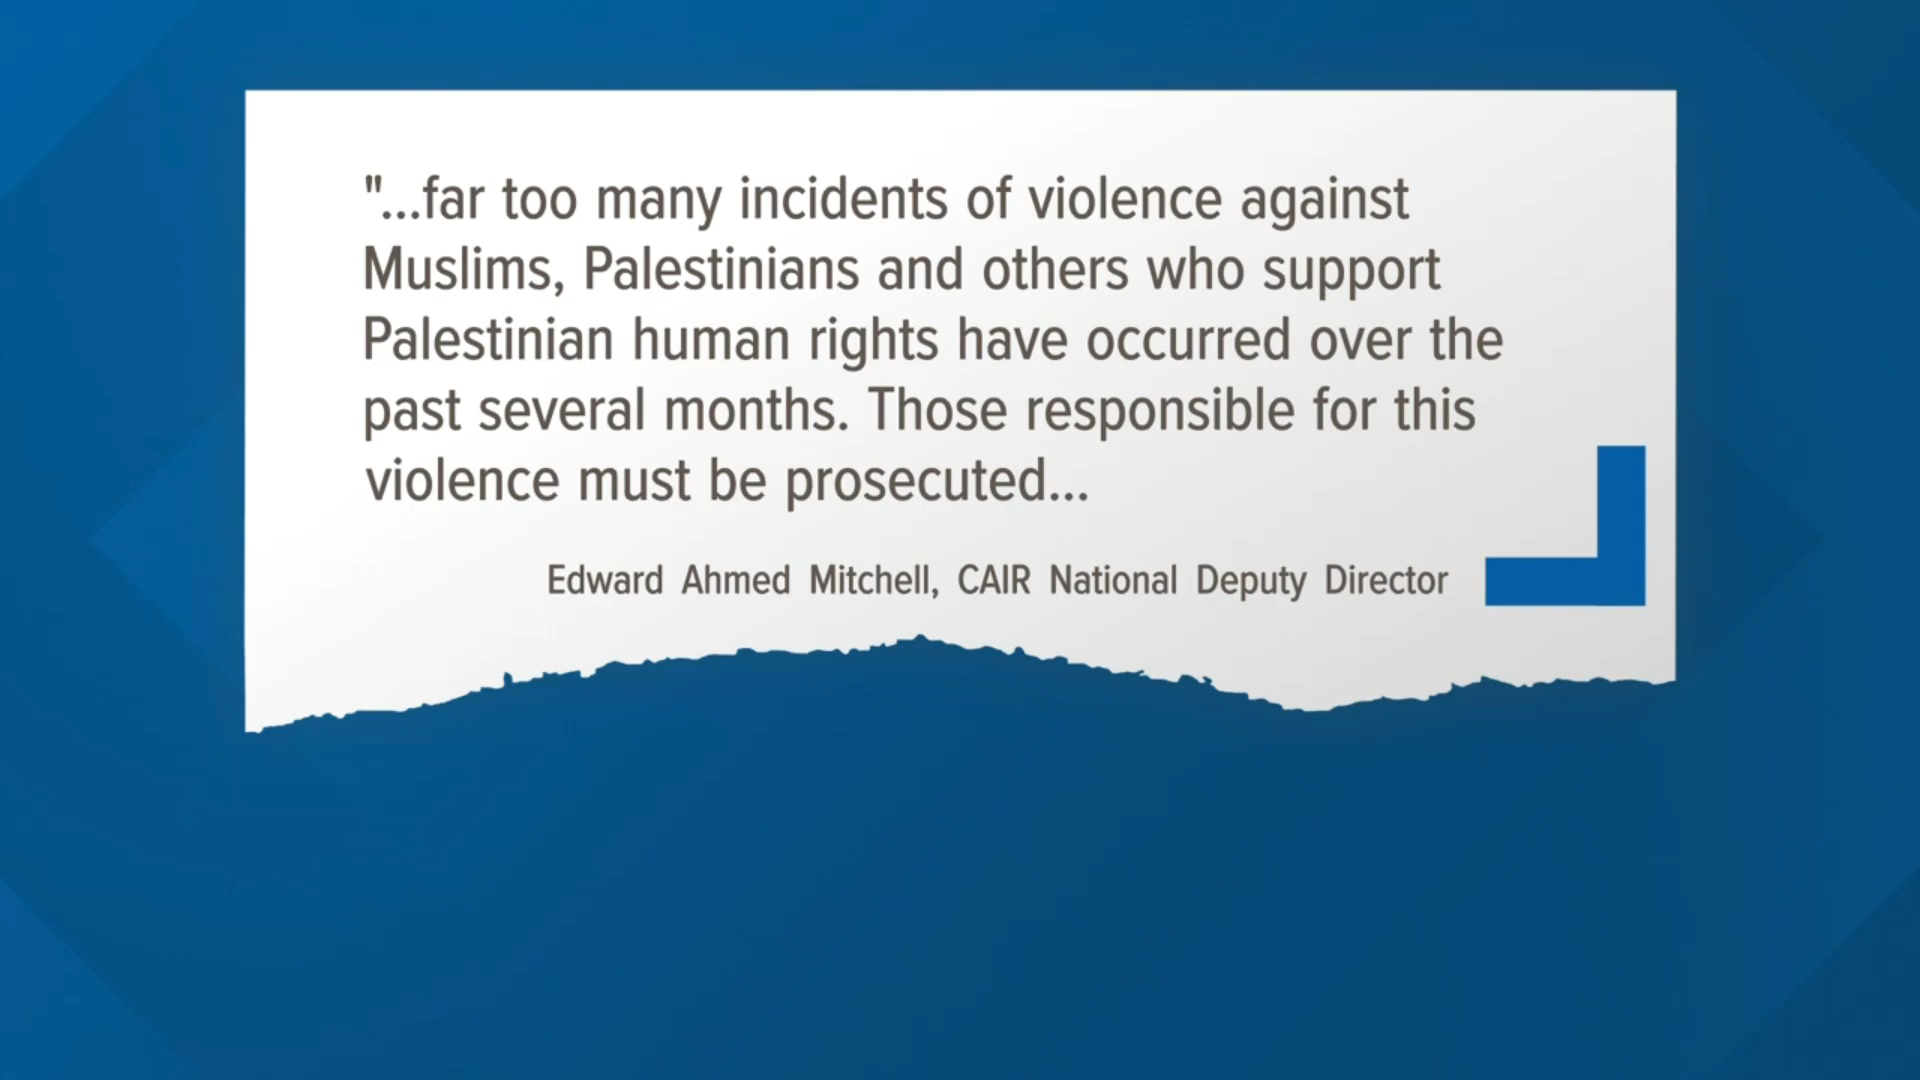 "...far too many incidents of violence against
Muslims, Palestinians and others who support
Palestinian human rights have occurred over the
past several months. Those responsible for this
violence must be prosecuted...
Edward Ahmed Mitchell, CAIR National Deputy Director